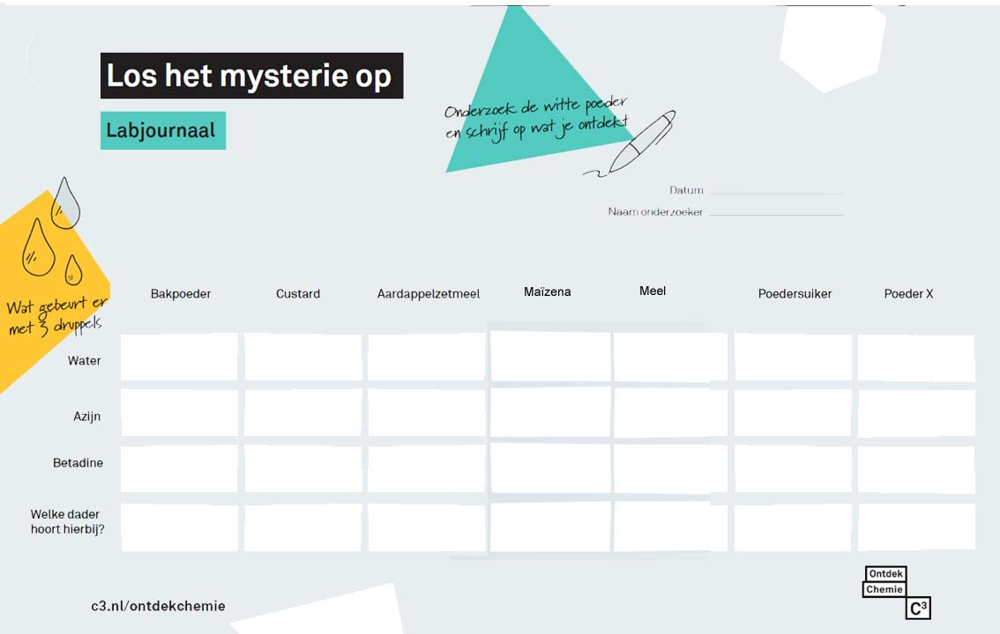 Los het mysterie op
Labjournaal
Onderzoek de witte poeder
en schrijf op wat je ontdekt
Datum
Naam onderzoeker
Wat gebeurt er
met 3 druppels
Bakpoeder Custard Aardappelzetmeel Maïzena Meel Poedersuiker Poeder X
Water
Azijn
Betadine
Welke dader
hoort hierbij?
c3.nl/ontdekchemie
Ontdek
Chemie
C³